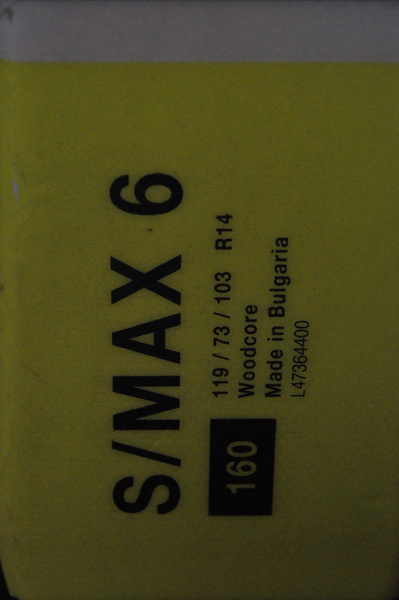 S/MAX 6
160
119 / 73 / 103 R14
Woodcore
Made in Bulgaria
L47364400